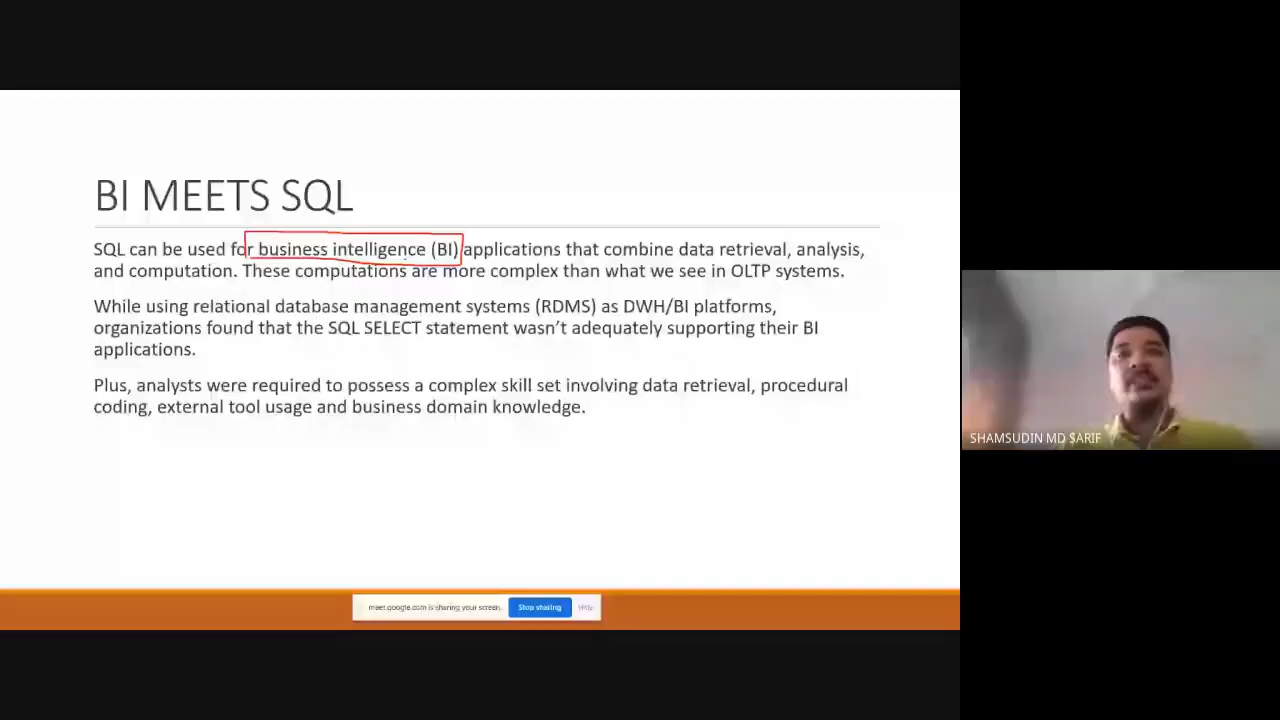 BI MEETS SQL
SQL can be used for business intelligence (BI) applications that combine data retrieval, analysis,
and computation. These computations are more complex than what we see in OLTP systems.
While using relational database management systems (RDMS) as DWH/BI platforms,
organizations found that the SQL SELECT statement wasn't adequately supporting their BI
applications.
Plus, analysts were required to possess a complex skill set involving data retrieval, procedural
coding, external tool usage and business domain knowledge.
SHAMSUDIN MD SARIF
meet.google.com is sharing your screen.
Stop sharing
Hide